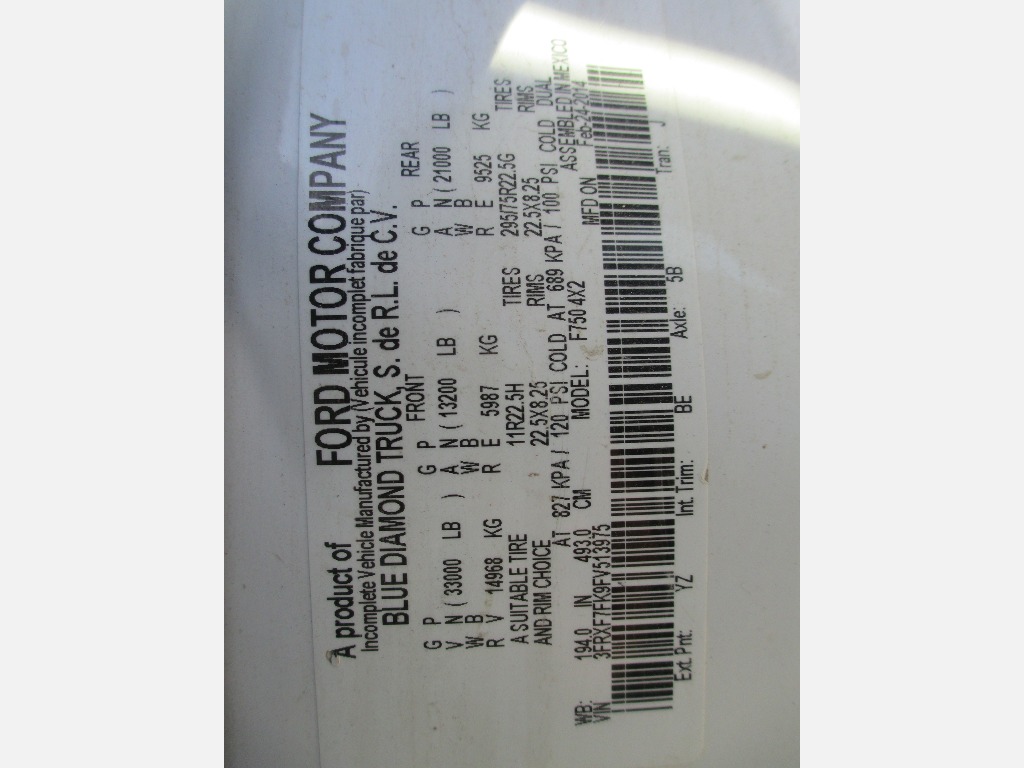 A product of FORD MOTOR COMPANY
Incomplete Vehicle Manufactured by (Vehicule incomplet fabrique par)
BLUE DIAMOND TRUCK, S. de R.L. de C.V.
FRONT REAR
G P G P G P
V N ( 33000 LB ) A N ( 13200 LB ) A N ( 21000 LB )
W B W B W B
R V 14968 KG R E 5987 KG R E 9525 KG
A SUITABLE TIRE 11R22.5H TIRES 295/75R22.5G TIRES
AND RIM CHOICE 22.5X8.25 RIMS 22.5X8.25 RIMS
AT 827 KPA / 120 PSI COLD AT 689 KPA / 100 PSI COLD DUAL
ASSEMBLED IN MEXICO
WB: 194.0 IN 493.0 CM MODEL: F750 4X2 MFD ON Feb-24-2014
VIN 3FRXF7FK9FV513975
Ext. Pnt: YZ Int. Trim: BE Axle: 5B Tran: J